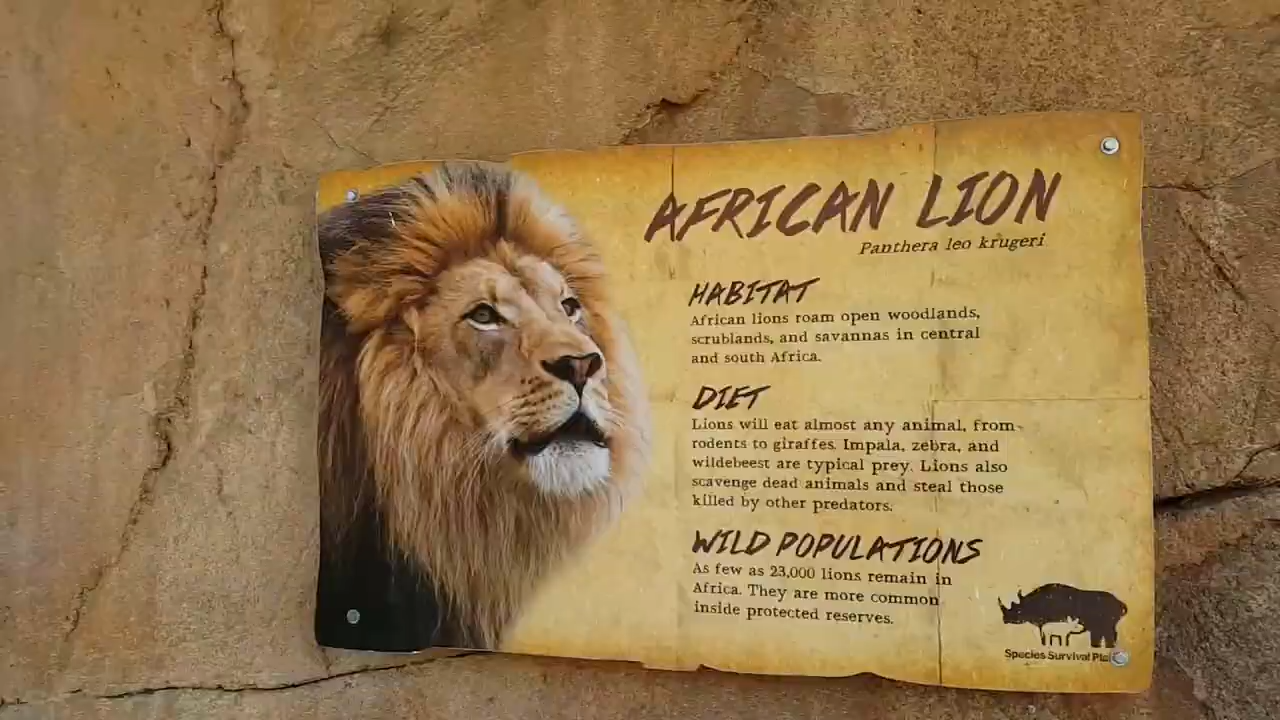 AFRICAN LION
Panthera leo krugeri
HABITAT
African lions roam open woodlands,
scrublands, and savannas in central
and south Africa.
DIET
Lions will eat almost any animal, from
rodents to giraffes. Impala, zebra, and
wildebeest are typical prey. Lions also
scavenge dead animals and steal those
killed by other predators.
WILD POPULATIONS
As few as 23,000 lions remain in
Africa. They are more common
inside protected reserves.
Species Survival